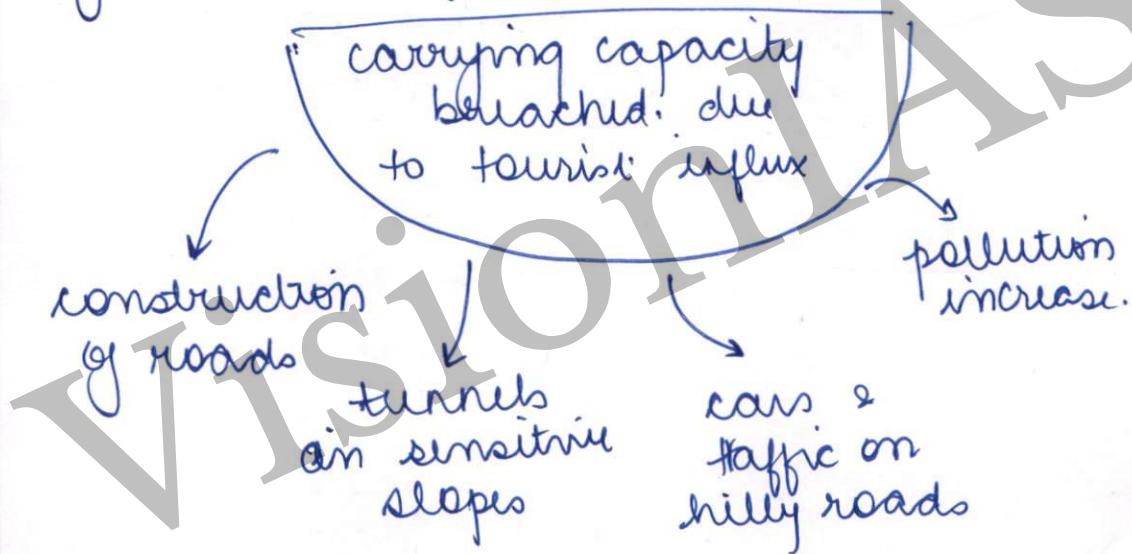 carrying capacity
breached. due
to tourist influx
construction
of roads
tunnels
in sensitive
slopes
cars &
traffic on
hilly roads
pollution
increase.
VisionIAS